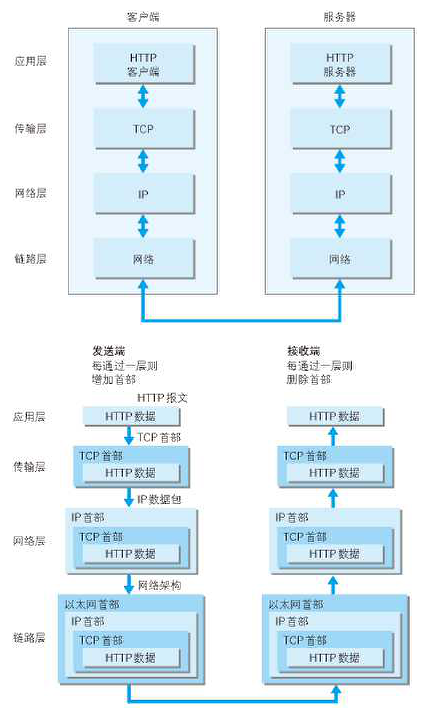 客户端
服务器
应用层
HTTP
客户端
HTTP
服务器
传输层
TCP
TCP
网络层
IP
IP
链路层
网络
网络
发送端
每通过一层则
增加首部
接收端
每通过一层则
删除首部
HTTP 报文
应用层
HTTP 数据
HTTP 数据
TCP 首部
传输层
TCP 首部
HTTP 数据
TCP 首部
HTTP 数据
IP 数据包
网络层
IP 首部
TCP 首部
HTTP 数据
IP 首部
TCP 首部
HTTP 数据
网络架构
链路层
以太网首部
IP 首部
TCP 首部
HTTP 数据
以太网首部
IP 首部
TCP 首部
HTTP 数据